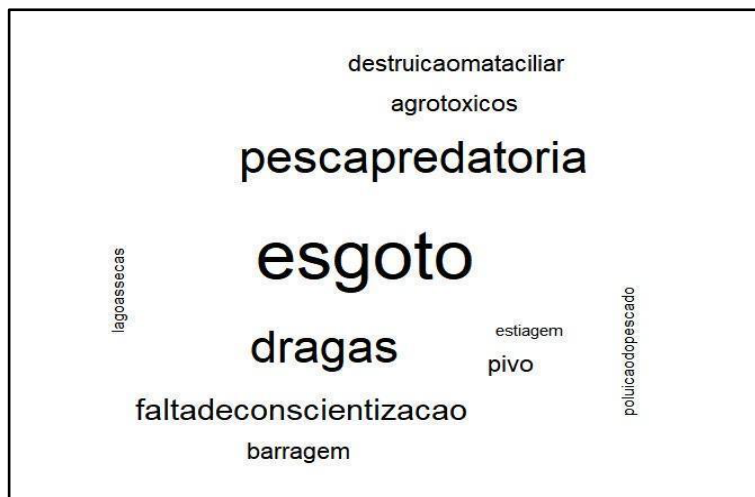 destruicaomataciliar
agrotoxicos
pescapredatoria
esgoto
lagoassecas
poluicaodopescado
estiagem
dragas
pivo
faltadeconscientizacao
barragem